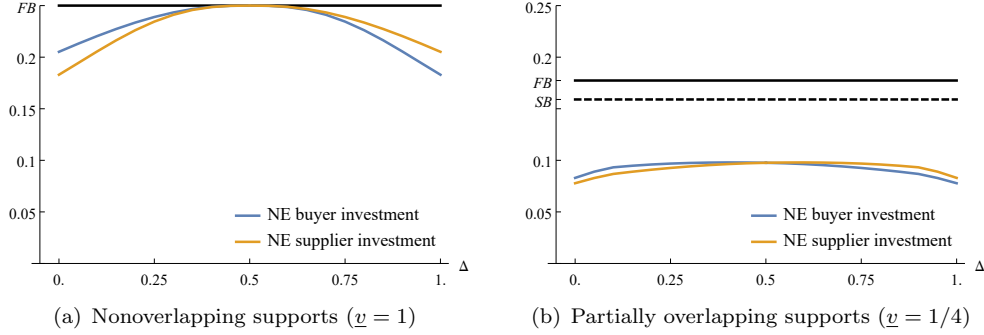 FB
0.2
0.15
0.1
0.05
NE buyer investment
NE supplier investment
0. 0.25 0.5 0.75 1. Δ
(a) Nonoverlapping supports (v = 1)
0.25
FB
SB
0.1
0.05
NE buyer investment
NE supplier investment
0. 0.25 0.5 0.75 1. Δ
(b) Partially overlapping supports (v = 1/4)